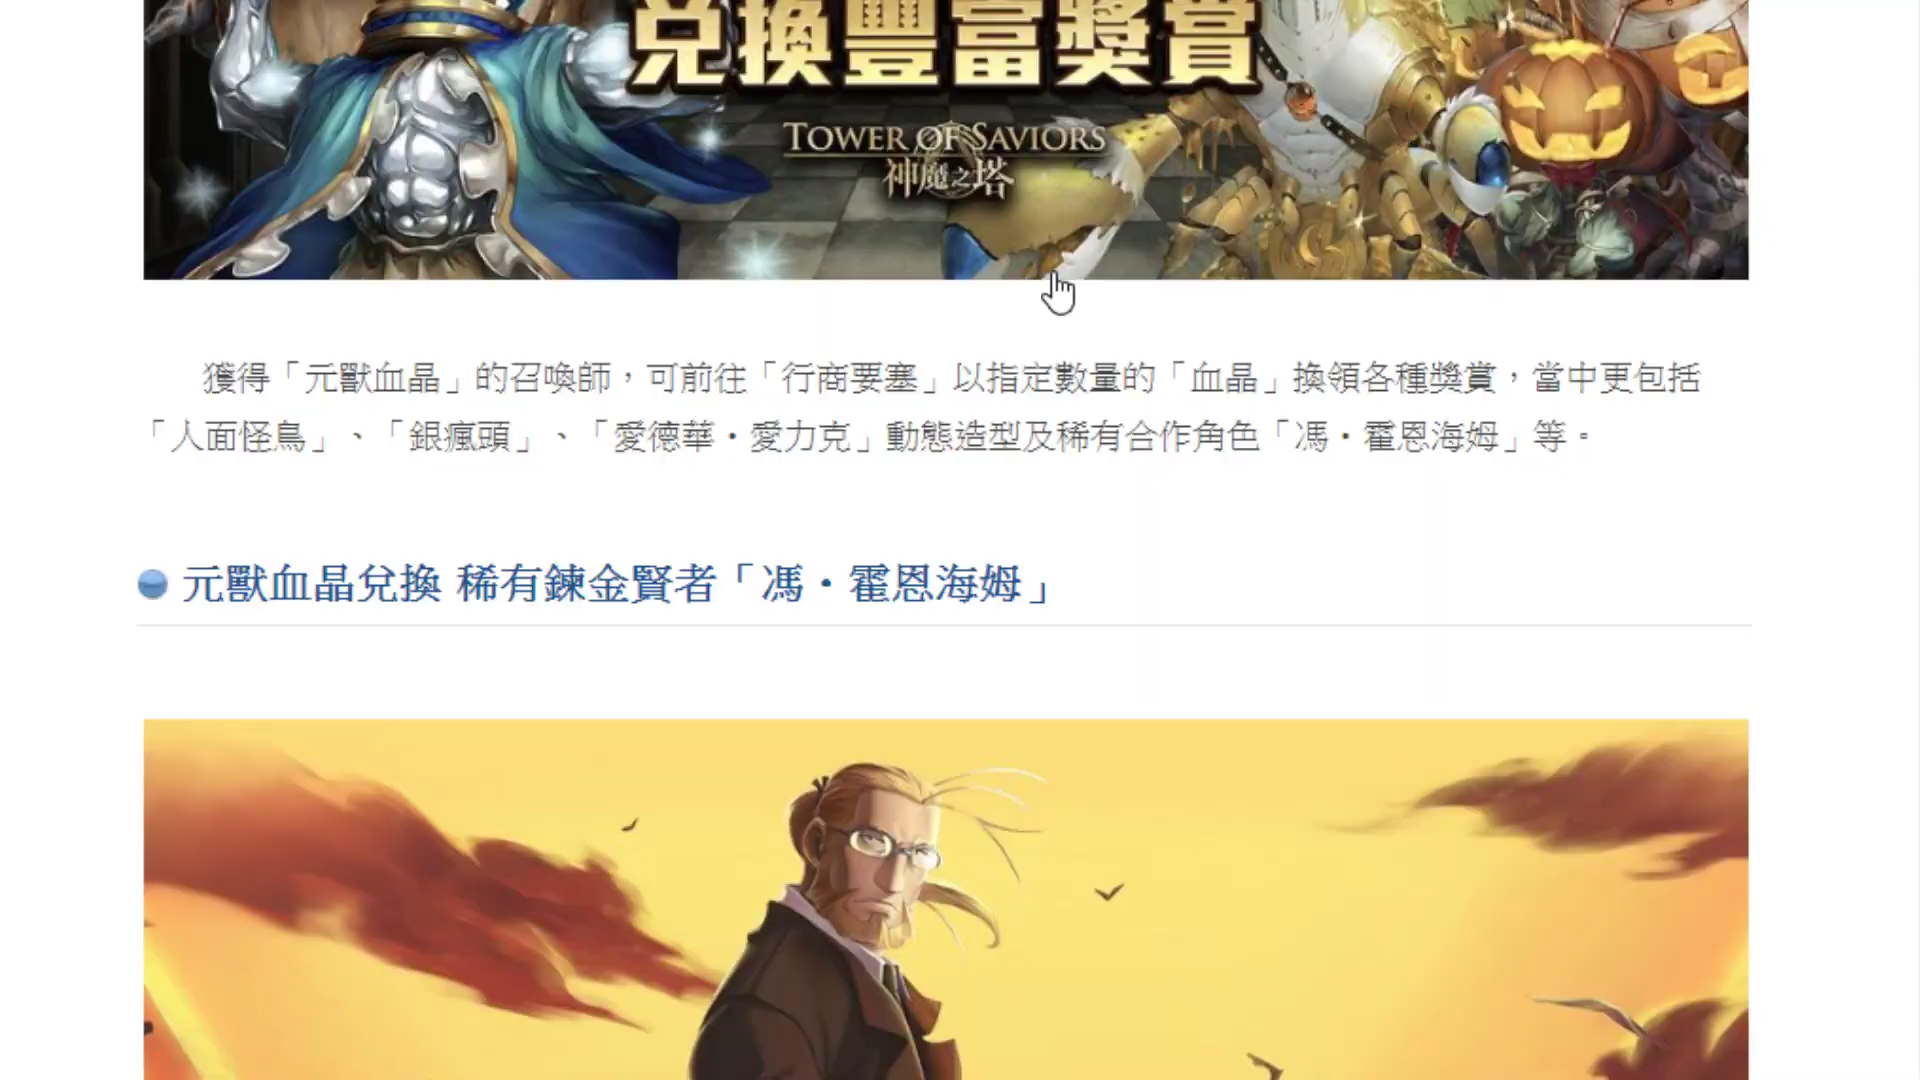 兌換豐富獎賞
TOWER OF SAVIORS
神魔之塔
獲得「元獸血晶」的召喚師，可前往「行商要塞」以指定數量的「血晶」換領各種獎賞，當中更包括
「人面怪鳥」、「銀瘋頭」、「愛德華・愛力克」動態造型及稀有合作角色「馮・霍恩海姆」等。
元獸血晶兌換 稀有鍊金賢者「馮・霍恩海姆」